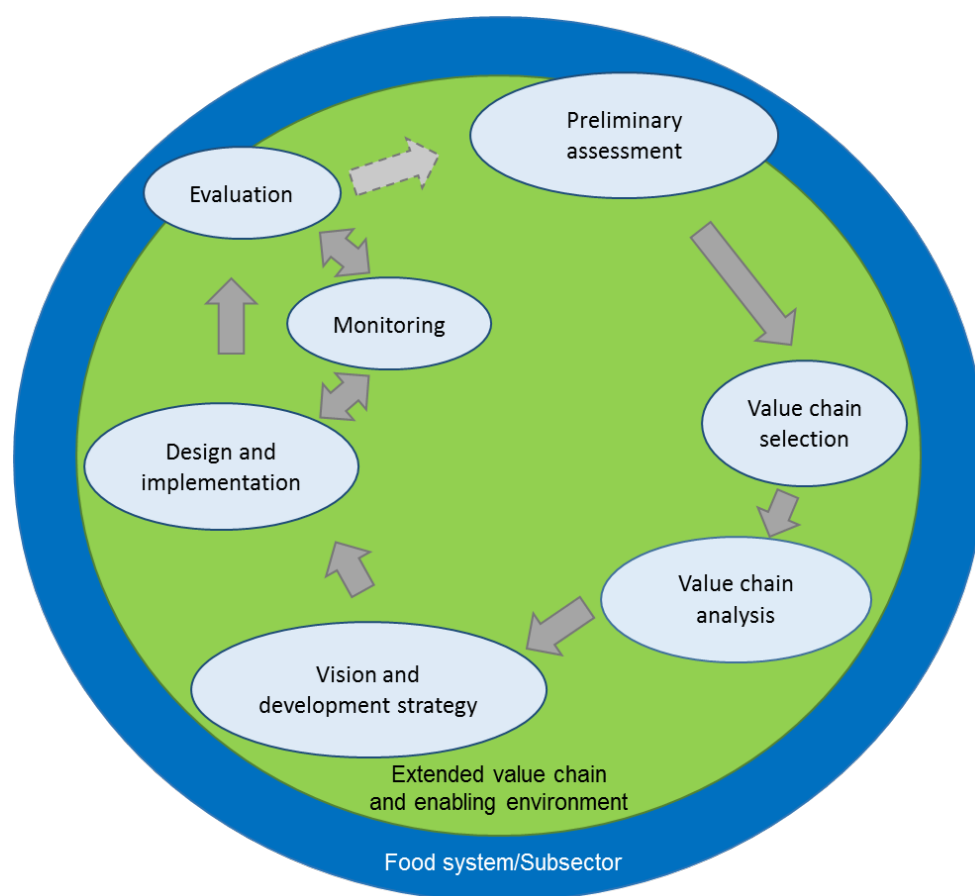 Preliminary
assessment
Evaluation
Monitoring
Value chain
selection
Design and
implementation
Value chain
analysis
Vision and
development strategy
Extended value chain
and enabling environment
Food system/Subsector